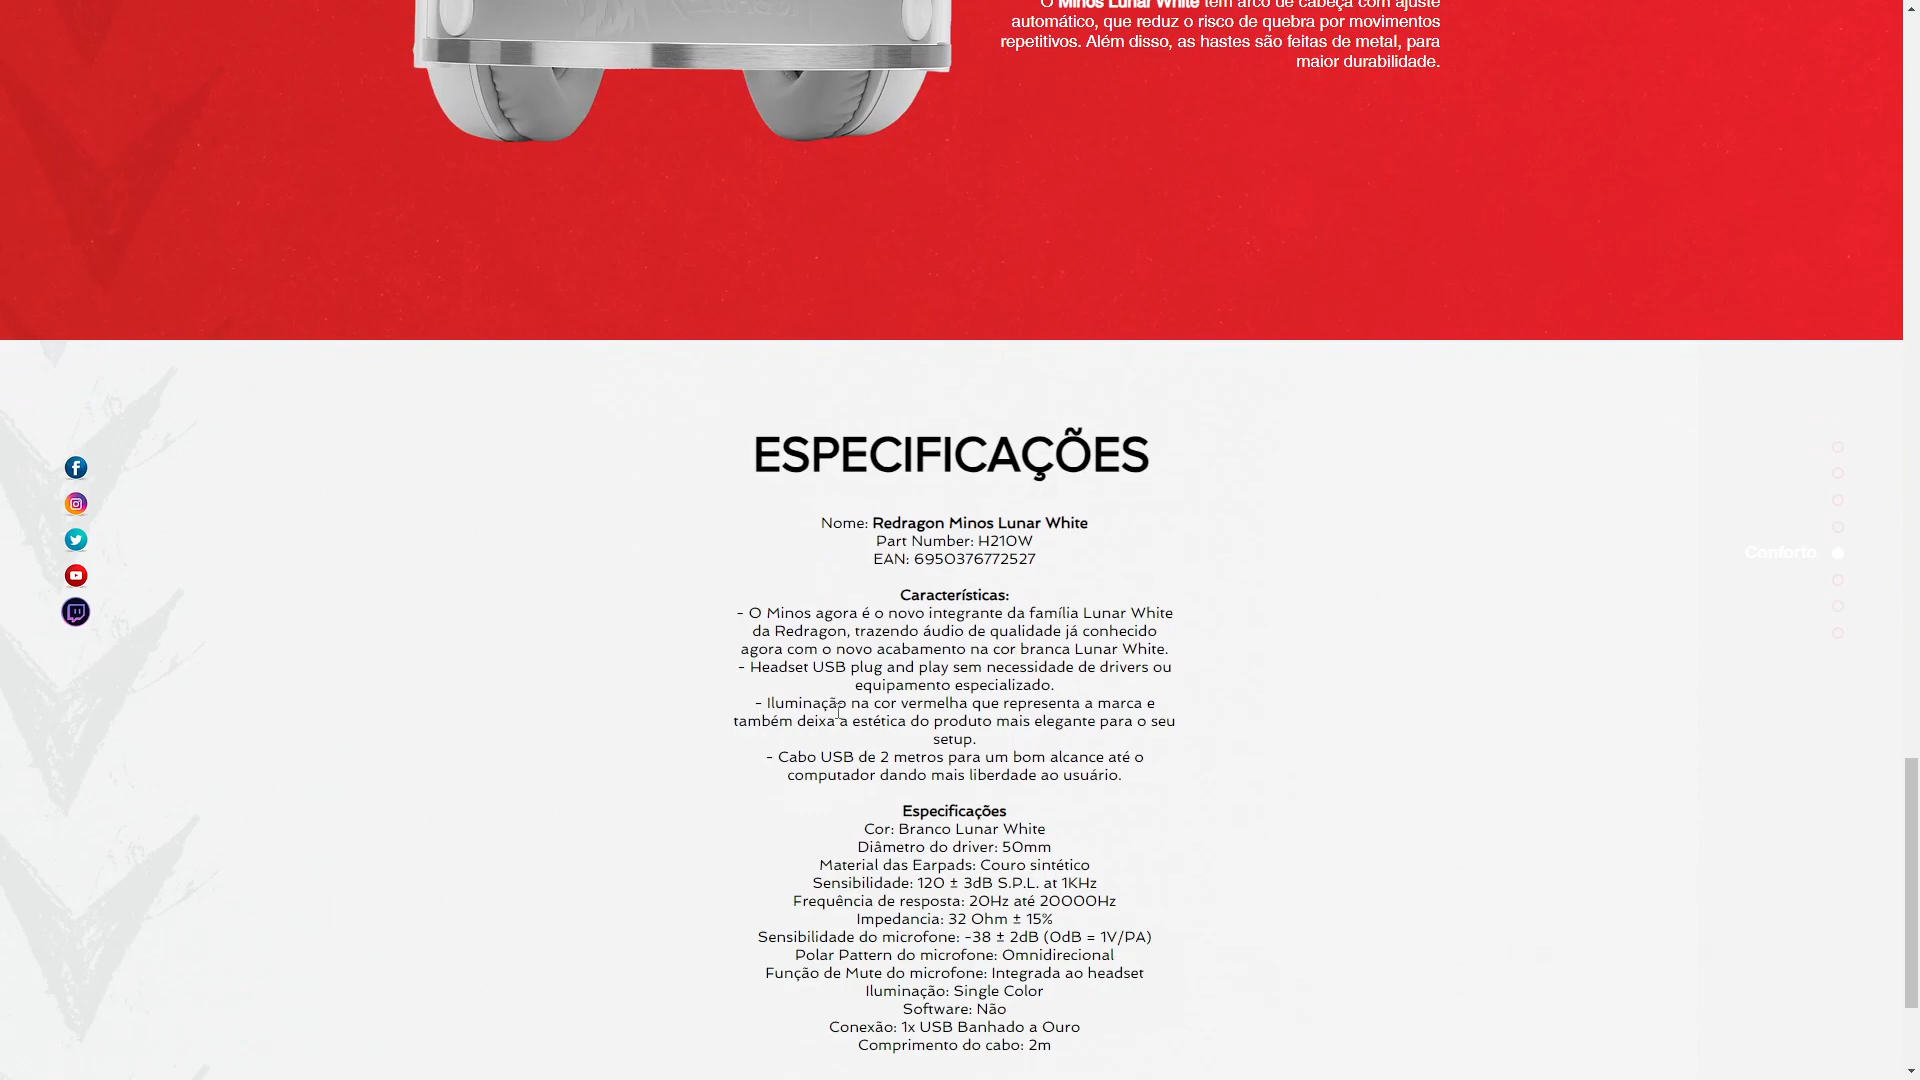 O Minos Lunar White tem arco de cabeça com ajuste
automático, que reduz o risco de quebra por movimentos
repetitivos. Além disso, as hastes são feitas de metal, para
maior durabilidade.
ESPECIFICAÇÕES
Nome: Redragon Minos Lunar White
Part Number: H210W
EAN: 6950376772527
Conforto
Características:
- O Minos agora é o novo integrante da família Lunar White
da Redragon, trazendo áudio de qualidade já conhecido
agora com o novo acabamento na cor branca Lunar White.
- Headset USB plug and play sem necessidade de drivers ou
equipamento especializado.
- Iluminação na cor vermelha que representa a marca e
também deixa a estética do produto mais elegante para o seu
setup.
- Cabo USB de 2 metros para um bom alcance até o
computador dando mais liberdade ao usuário.
Especificações
Cor: Branco Lunar White
Diâmetro do driver: 50mm
Material das Earpads: Couro sintético
Sensibilidade: 120 ± 3dB S.P.L. at 1KHz
Frequência de resposta: 20Hz até 20000Hz
Impedancia: 32 Ohm ± 15%
Sensibilidade do microfone: -38 ± 2dB (0dB = 1V/PA)
Polar Pattern do microfone: Omnidirecional
Função de Mute do microfone: Integrada ao headset
Iluminação: Single Color
Software: Não
Conexão: 1x USB Banhado a Ouro
Comprimento do cabo: 2m